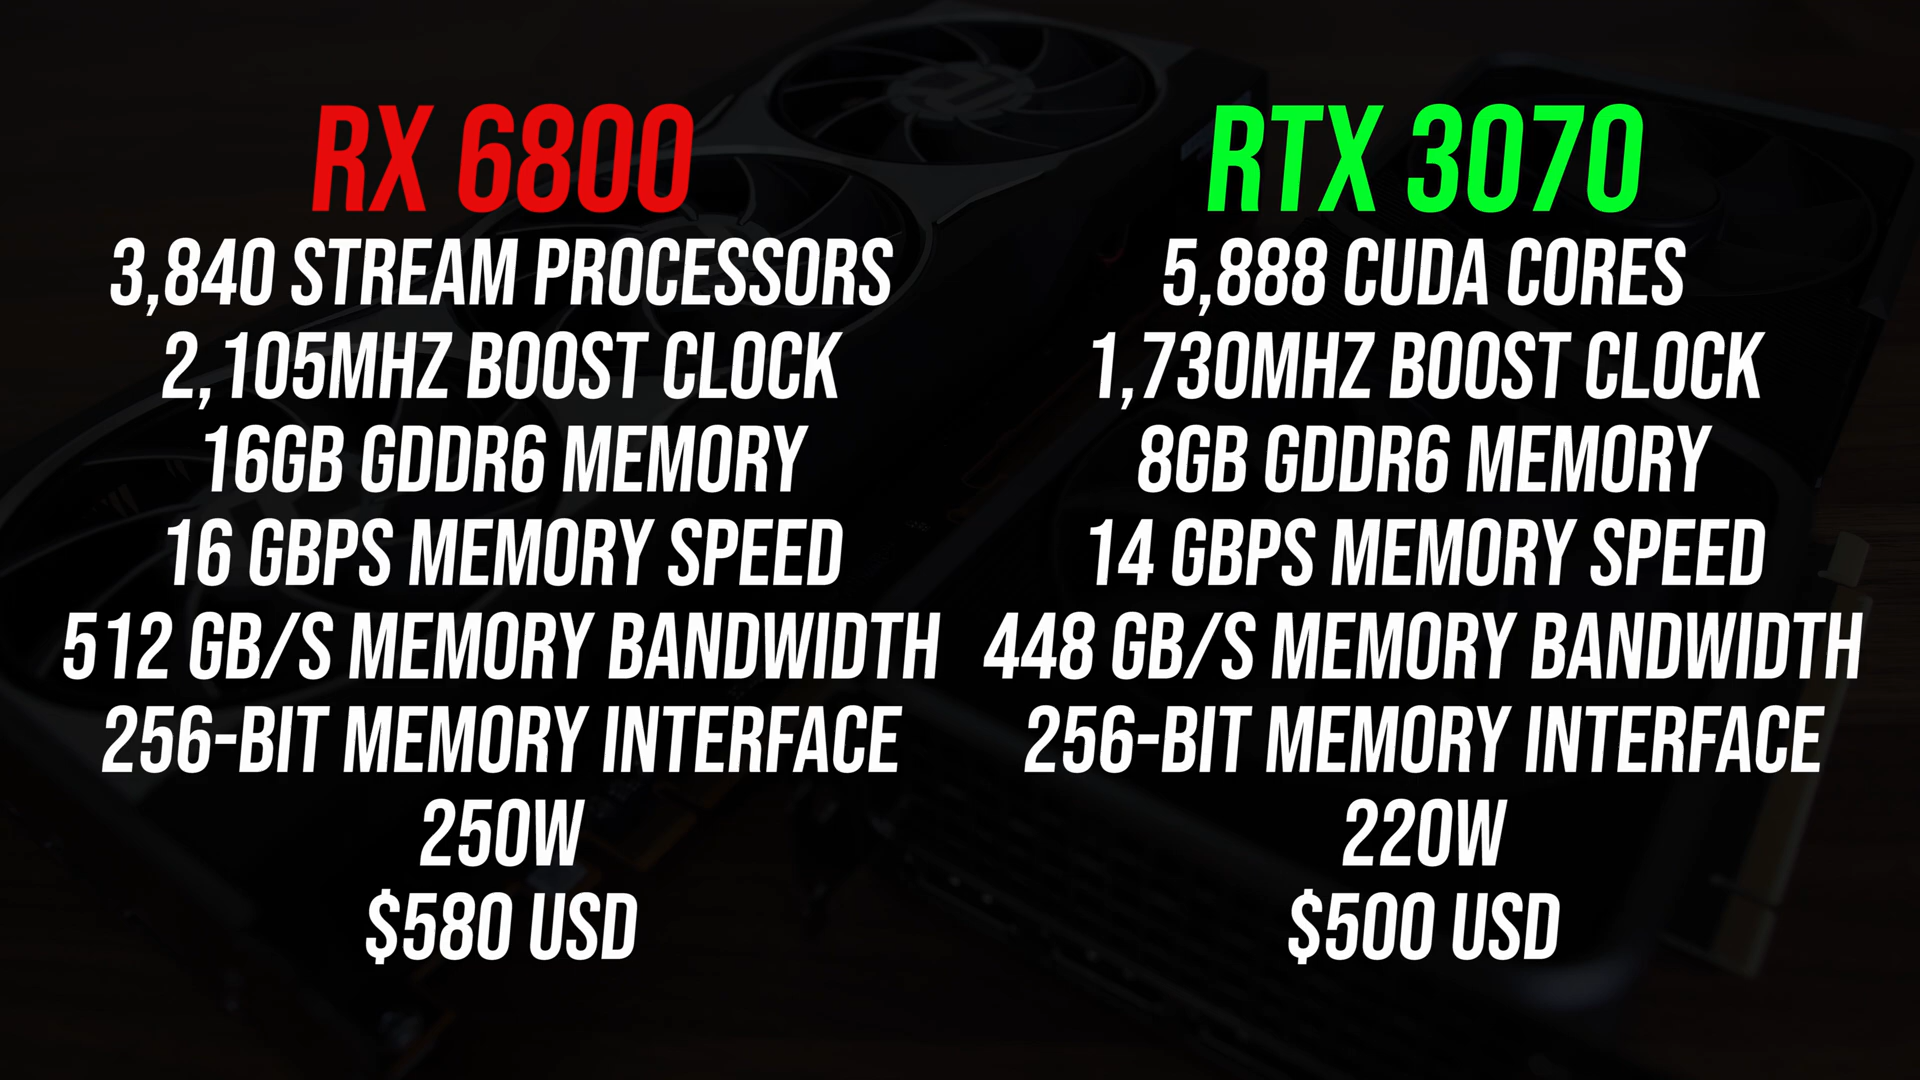 RX 6800
3,840 STREAM PROCESSORS
2,105MHZ BOOST CLOCK
16GB GDDR6 MEMORY
16 GBPS MEMORY SPEED
512 GB/S MEMORY BANDWIDTH
256-BIT MEMORY INTERFACE
250W
$580 USD
RTX 3070
5,888 CUDA CORES
1,730MHZ BOOST CLOCK
8GB GDDR6 MEMORY
14 GBPS MEMORY SPEED
448 GB/S MEMORY BANDWIDTH
256-BIT MEMORY INTERFACE
220W
$500 USD